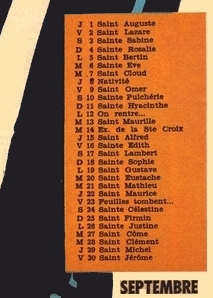 J 1 Saint Auguste
V 2 Saint Lazare
S 3 Saint Sabine
D 4 Sainte Rosalie
L 5 Saint Bertin
M 6 Sainte Eve
M 7 Saint Cloud
J 8 Nativité
V 9 Saint Omer
S 10 Sainte Pulchérie
D 11 Sainte Hyacinthe
L 12 On rentre...
M 13 Saint Maurille
M 14 Ex. de la Ste Croix
J 15 Saint Alfred
V 16 Sainte Edith
S 17 Saint Lambert
D 18 Sainte Sophie
L 19 Saint Gustave
M 20 Saint Eustache
M 21 Saint Mathieu
J 22 Saint Maurice
V 23 Feuilles tombent...
S 24 Sainte Célestine
D 25 Saint Firmin
L 26 Sainte Justine
M 27 Saint Côme
M 28 Saint Clément
J 29 Saint Michel
V 30 Saint Jérôme
SEPTEMBRE